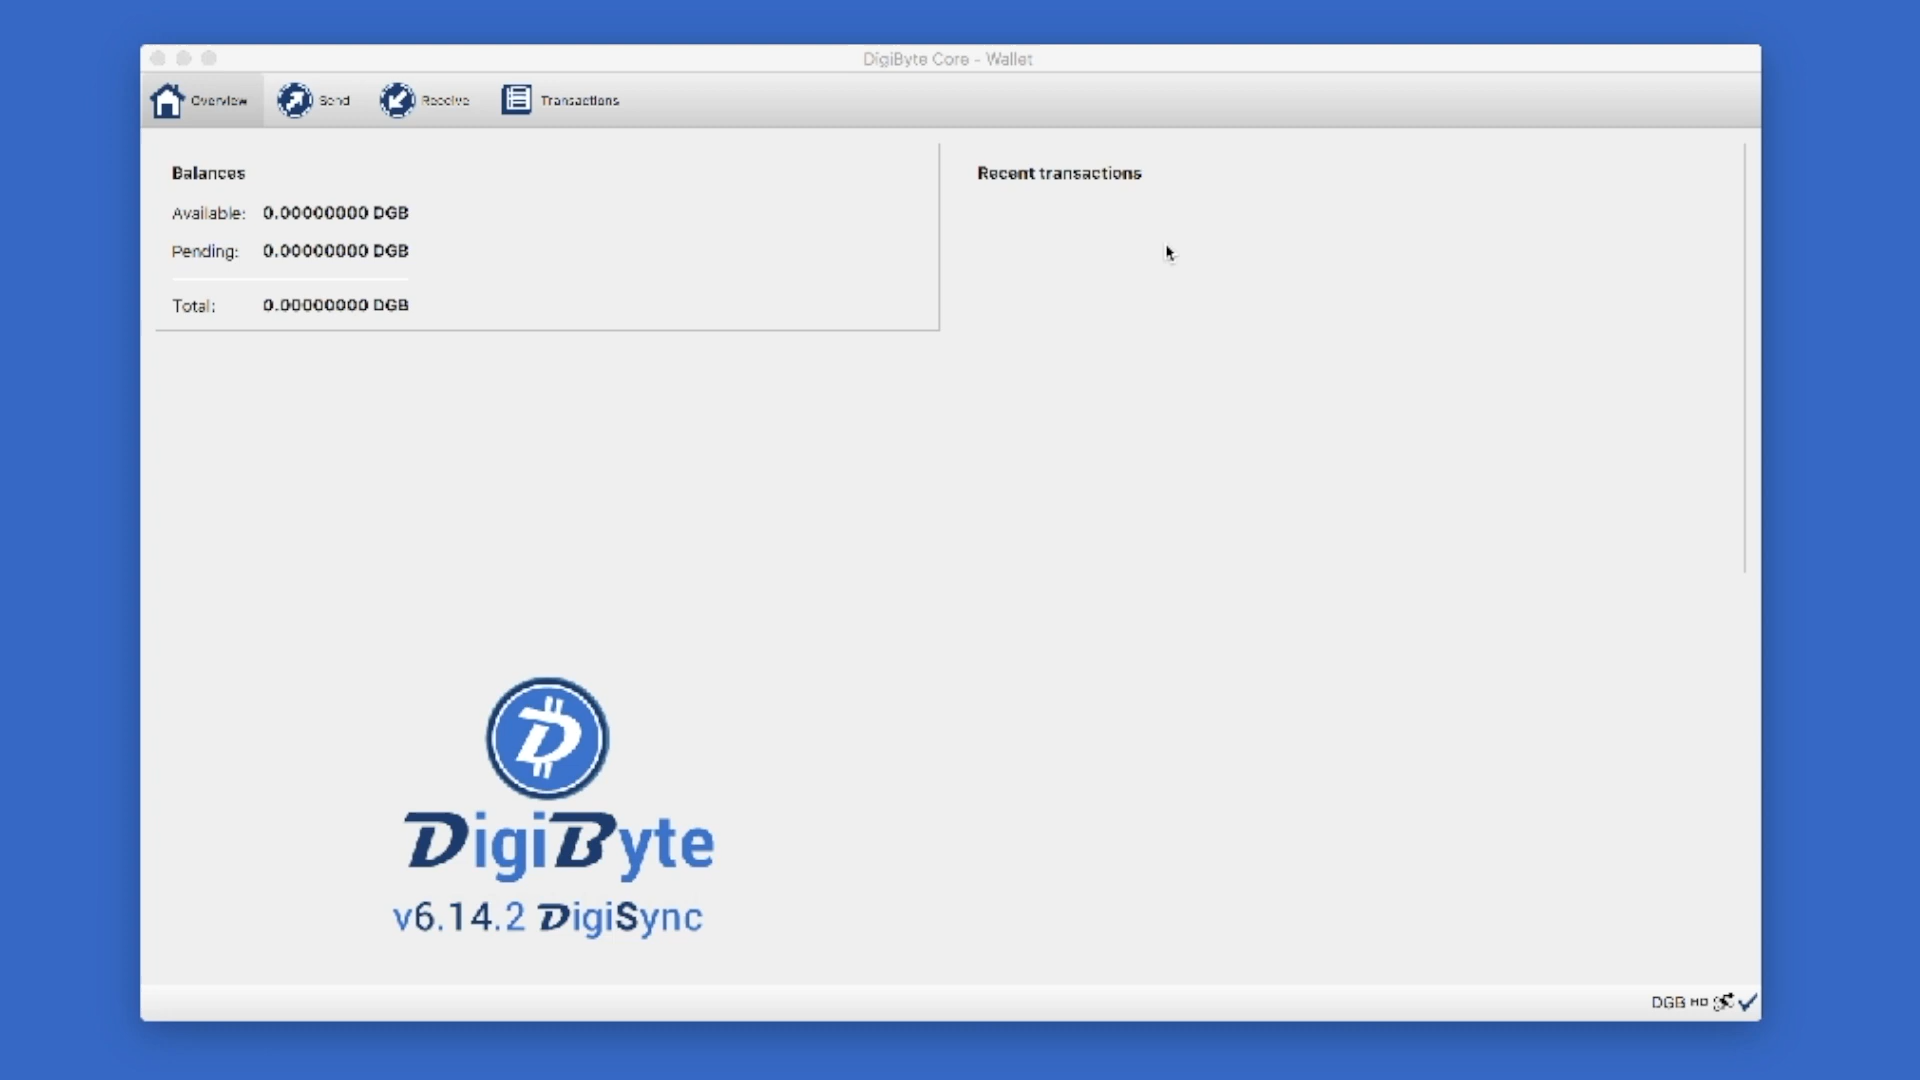 DigiByte Core - Wallet
Overview Send Receive Transactions
Balances
Available: 0.00000000 DGB
Pending: 0.00000000 DGB
Total: 0.00000000 DGB
Recent transactions
DigiByte
v6.14.2 DigiSync
DGB HD